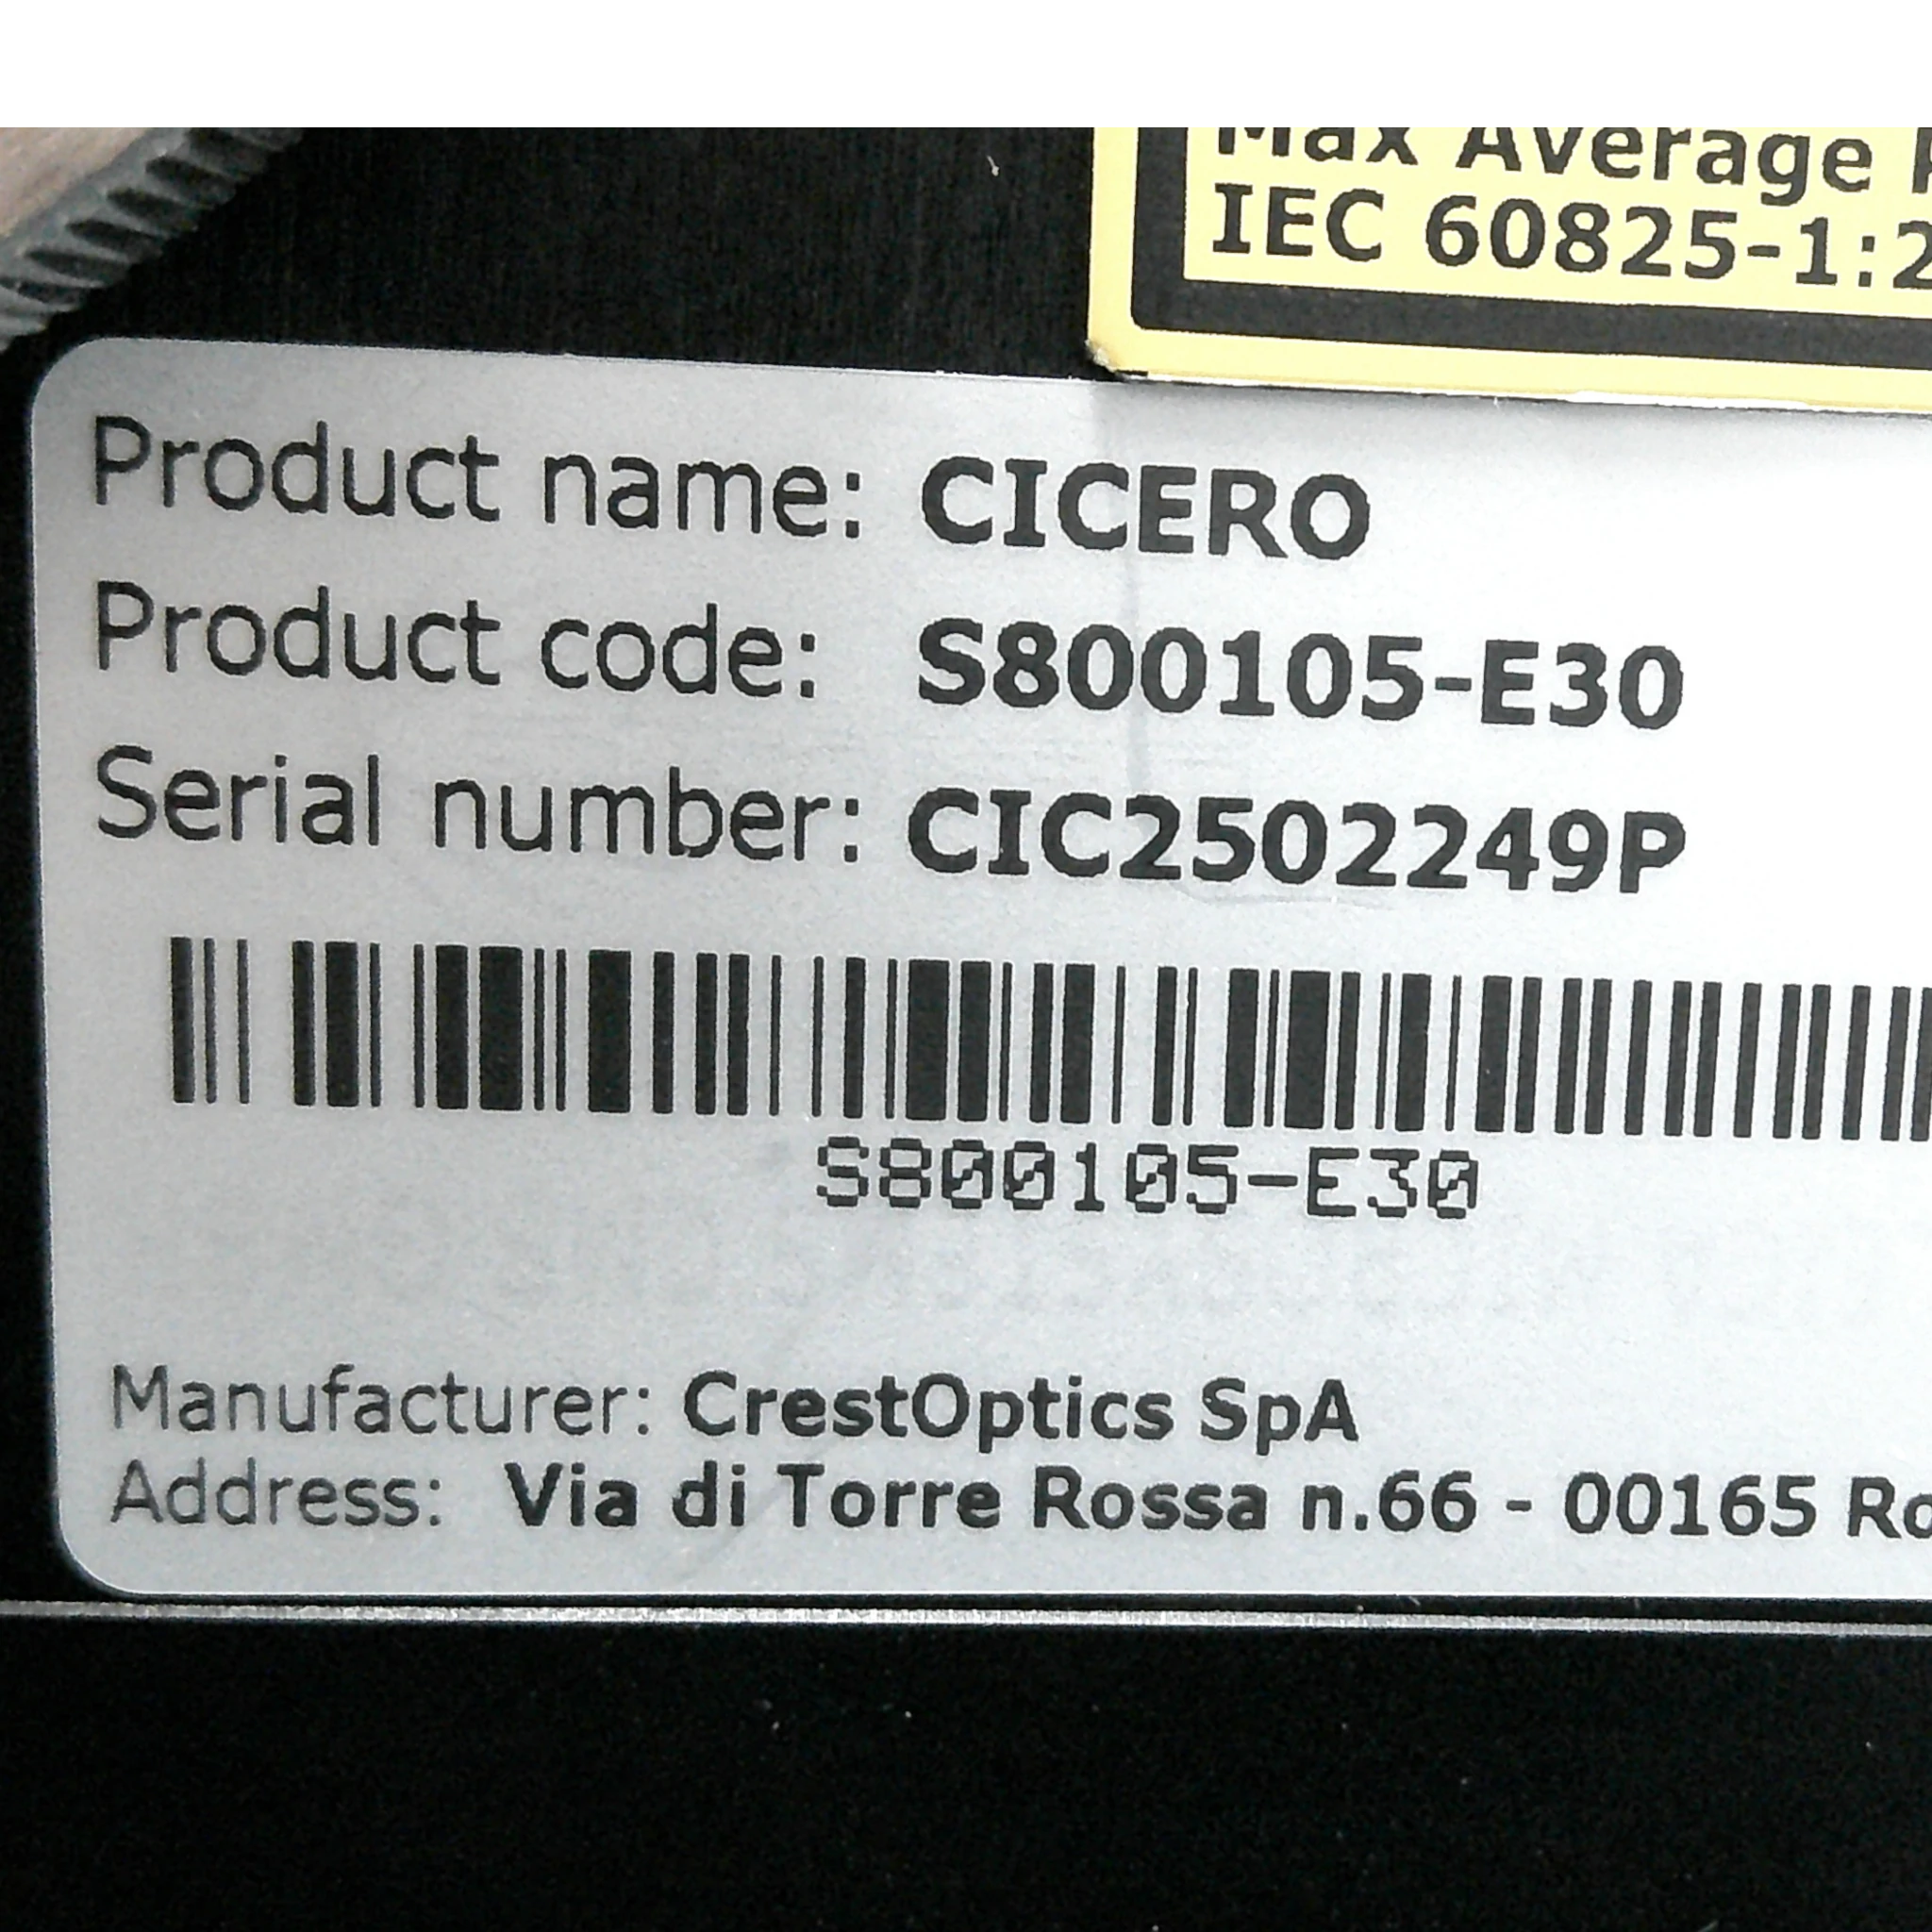 Max Average
IEC 60825-1:2
Product name: CICERO
Product code: S800105-E30
Serial number: CIC2502249P
S800105-E30
Manufacturer: CrestOptics SpA
Address: Via di Torre Rossa n.66 - 00165